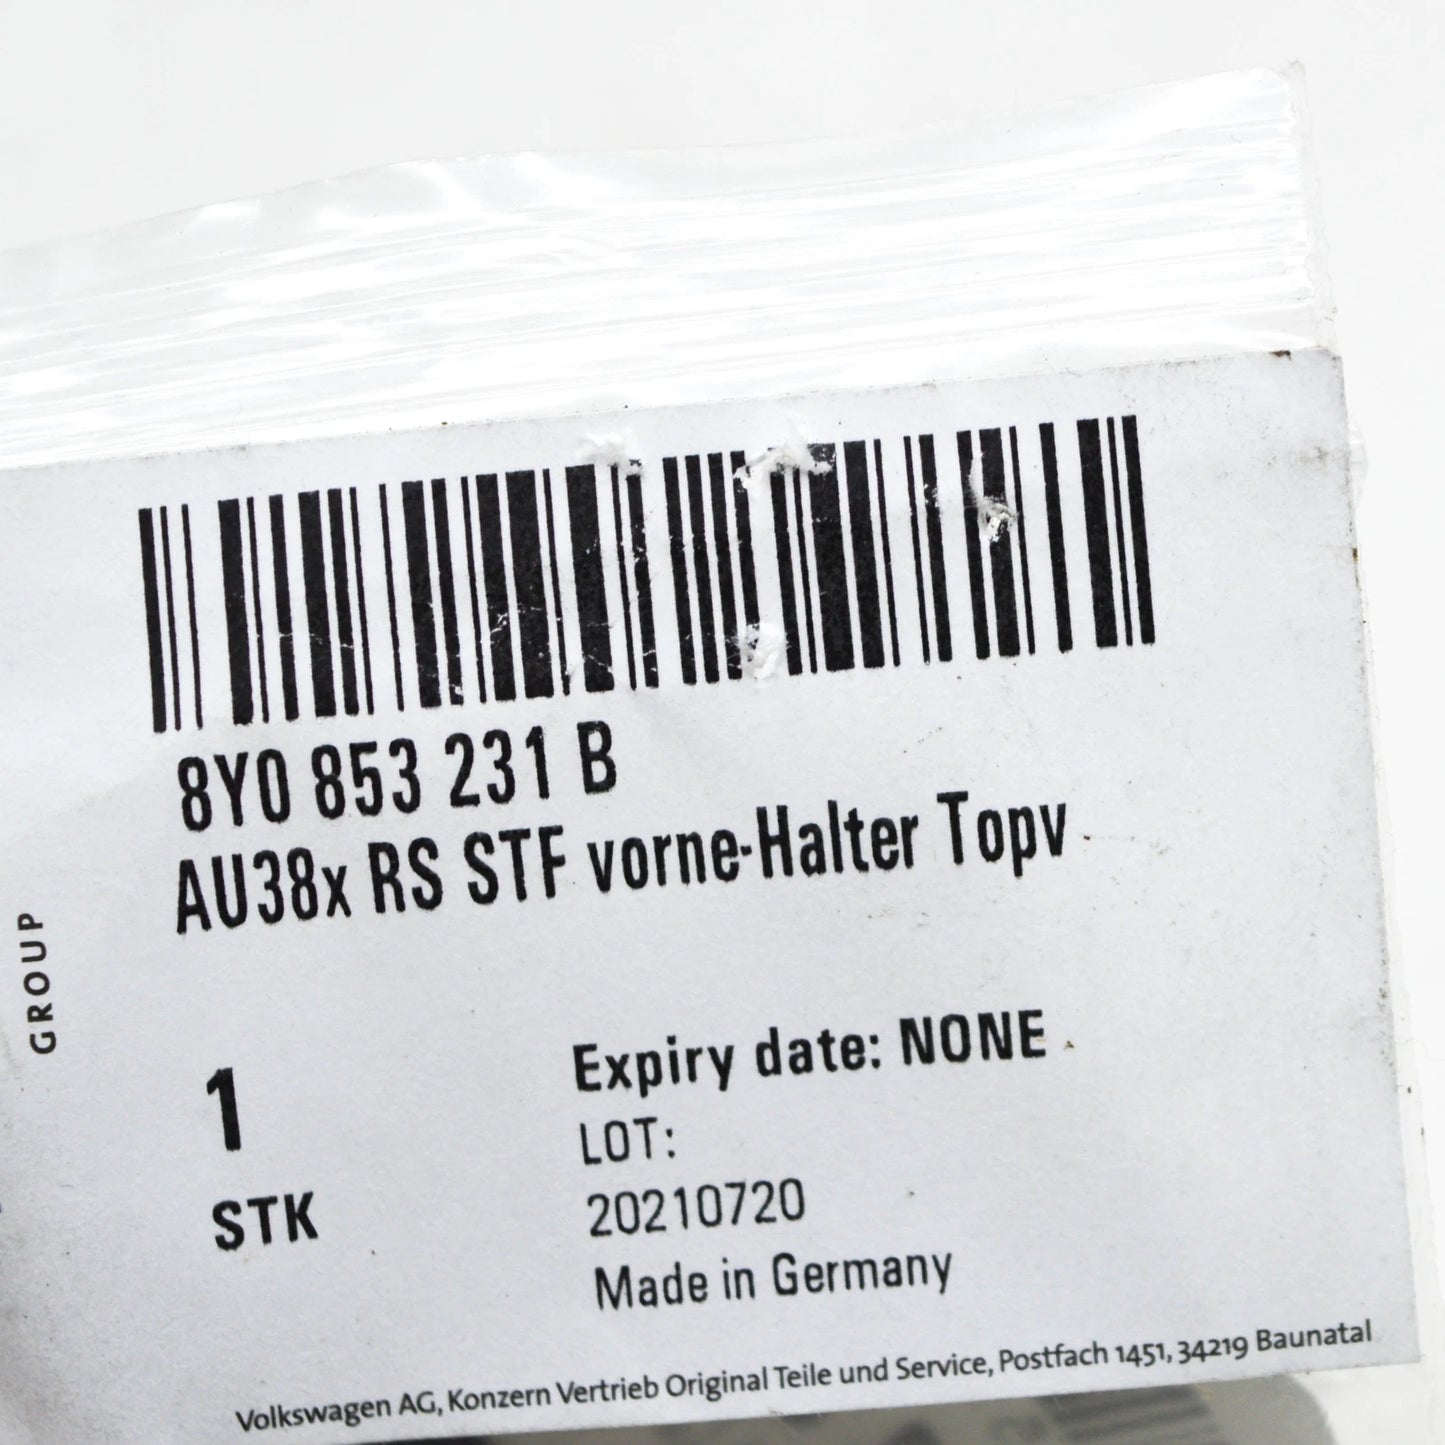 8Y0 853 231 B
AU38x RS STF vorne-Halter Topv
GROUP
1
STK
Expiry date: NONE
LOT:
20210720
Made in Germany
Volkswagen AG, Konzern Vertrieb Original Teile und Service, Postfach 1451, 34219 Baunatal